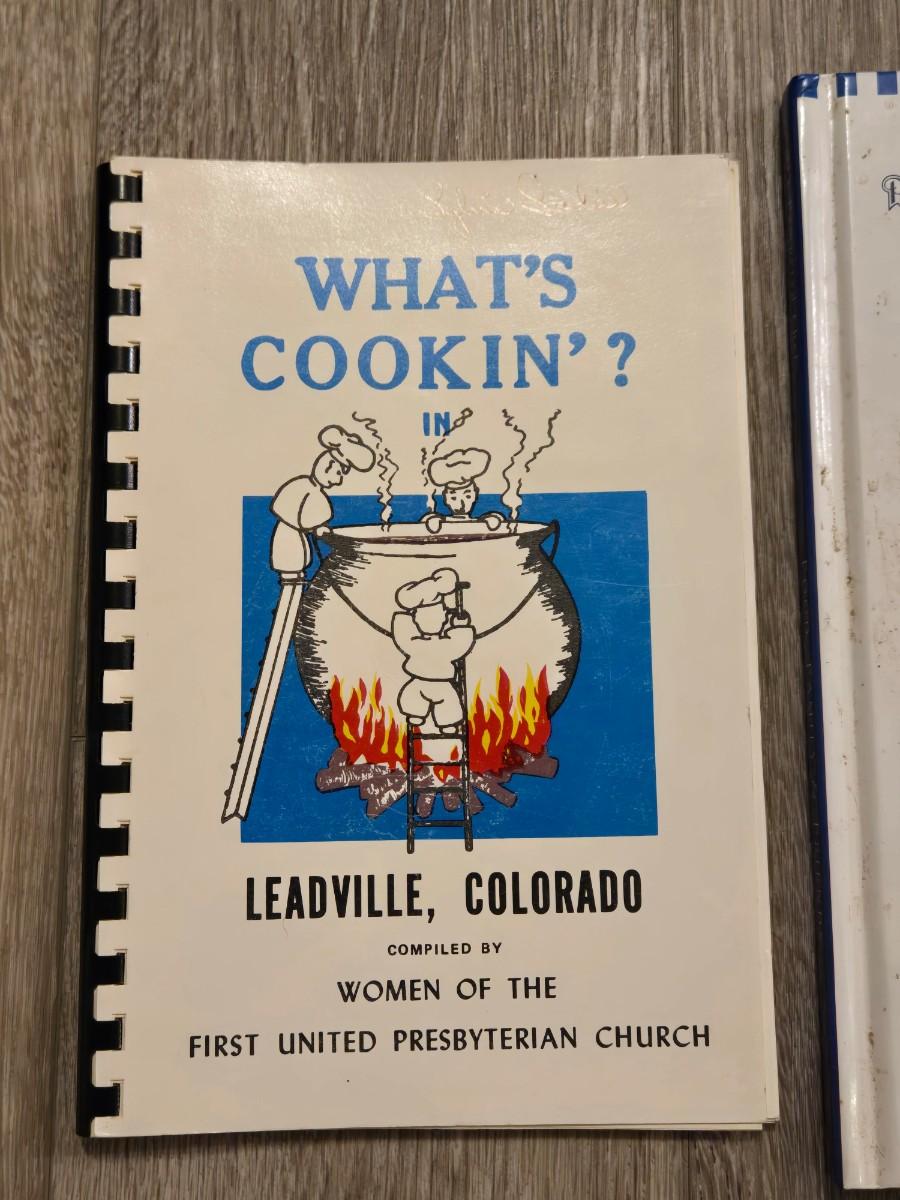 WHAT'S
COOKIN'?
IN
LEADVILLE, COLORADO
COMPILED BY
WOMEN OF THE
FIRST UNITED PRESBYTERIAN CHURCH